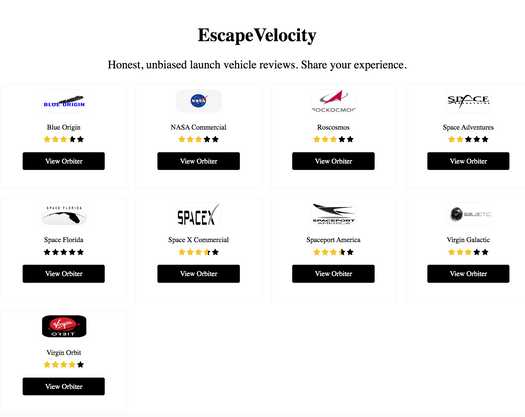 EscapeVelocity
Honest, unbiased launch vehicle reviews. Share your experience.
BLUE ORIGIN
Blue Origin
View Orbiter
NASA
NASA Commercial
View Orbiter
РОСКОСМОС
Roscosmos
View Orbiter
SPACE
Space Adventures
View Orbiter
SPACE FLORIDA
Space Florida
View Orbiter
SPACEX
Space X Commercial
View Orbiter
SPACEPORT
Spaceport America
View Orbiter
GALACTIC
Virgin Galactic
View Orbiter
Virgin
ORBIT
Virgin Orbit
View Orbiter